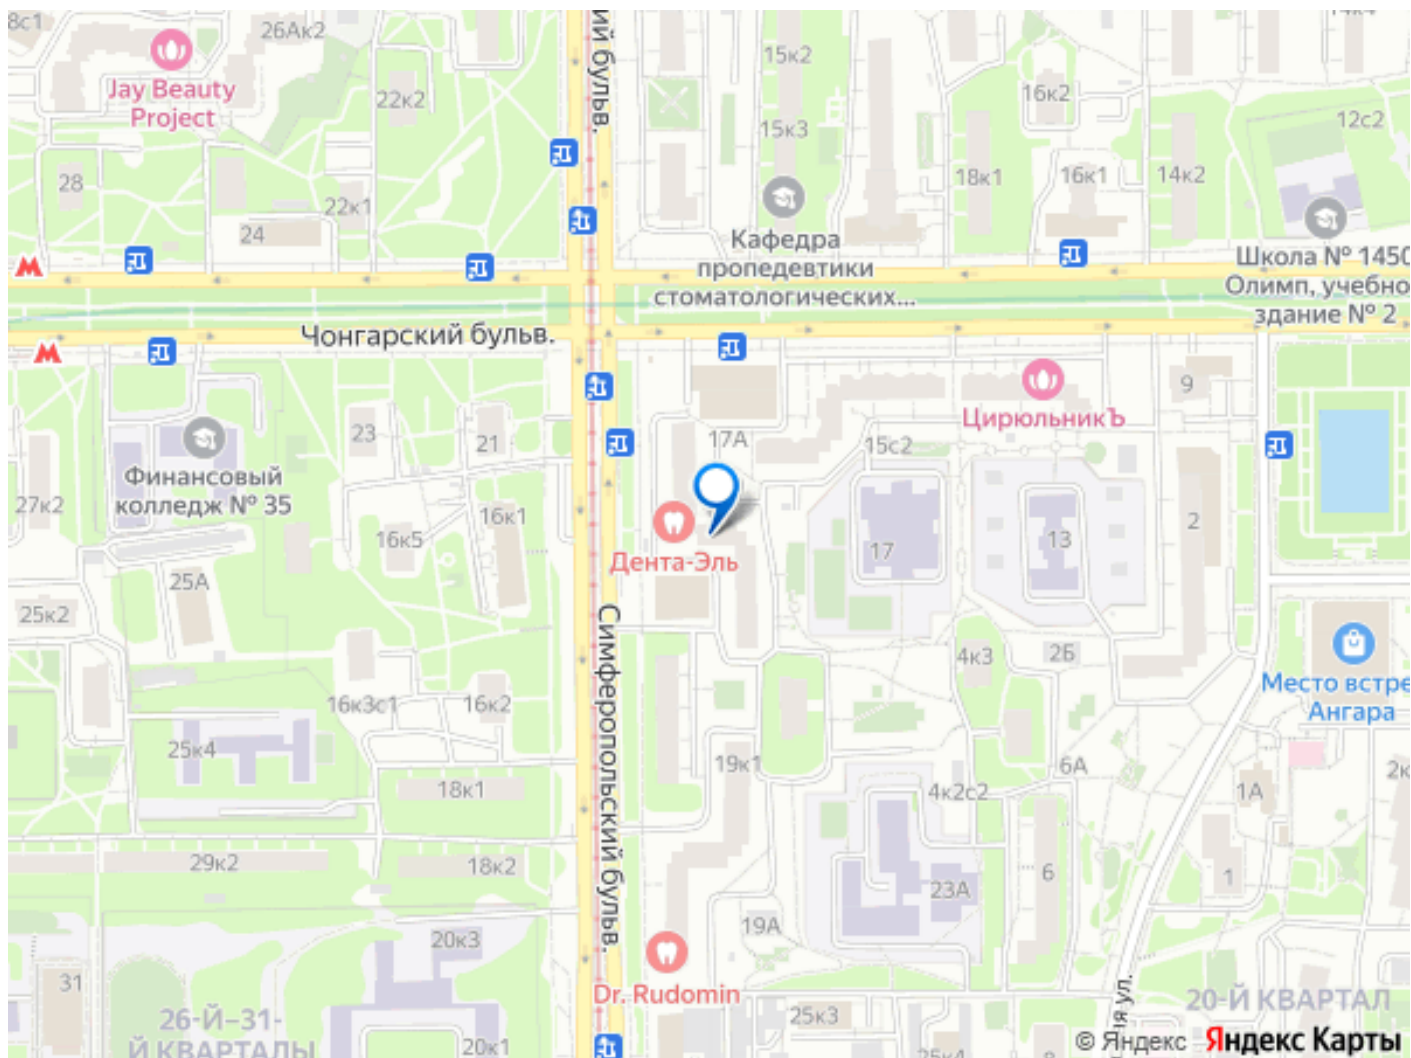 8с1
26Ак2
ий бульв.
Jay Beauty
Project
22к2
15к2
15к3
16к2
14к4
12с2
28
22к1
24
18к1
16к1
14к2
Кафедра
пропедевтики
стоматологических...
Школа № 1450
Олимп, учебно
здание № 2
Чонгарский бульв.
9
ЦирюльникЪ
23
21
17А
15с2
Финансовый
колледж № 35
27к2
16к1
16к5
Дента-Эль
17
13
2
25А
25к2
Симферопольский бульв.
4к3
2Б
Место встре
Ангара
16к3с1
16к2
25к4
19к1
6А
2к
18к1
4к2с2
1А
29к2
18к2
23А
6
1
19А
20к3
31
Dr. Rudomin
26-Й–31-
Й КВАРТАЛЫ
20к1
25к3
25к4
ая ул.
20-Й КВАРТАЛ
© Яндекс Яндекс Карты